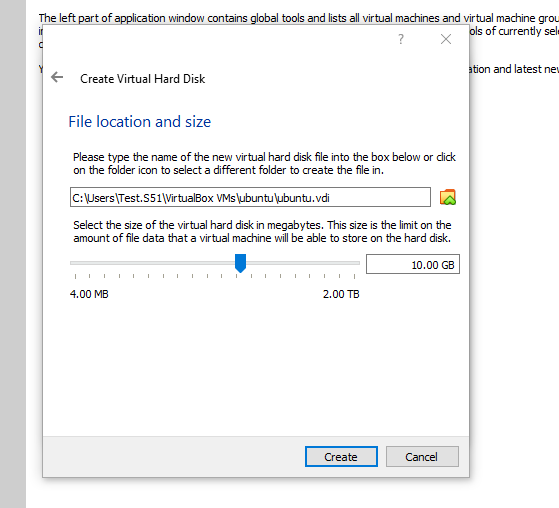 The left part of application window contains global tools and lists all virtual machines and virtual machine grou
ols of currently sele
?
Y
ation and latest new
Create Virtual Hard Disk
File location and size
Please type the name of the new virtual hard disk file into the box below or click
on the folder icon to select a different folder to create the file in.
C:\Users\Test.S51\VirtualBox VMs\ubuntu\ubuntu.vdi
Select the size of the virtual hard disk in megabytes. This size is the limit on the
amount of file data that a virtual machine will be able to store on the hard disk.
10.00 GB
4.00 MB 2.00 TB
Create Cancel